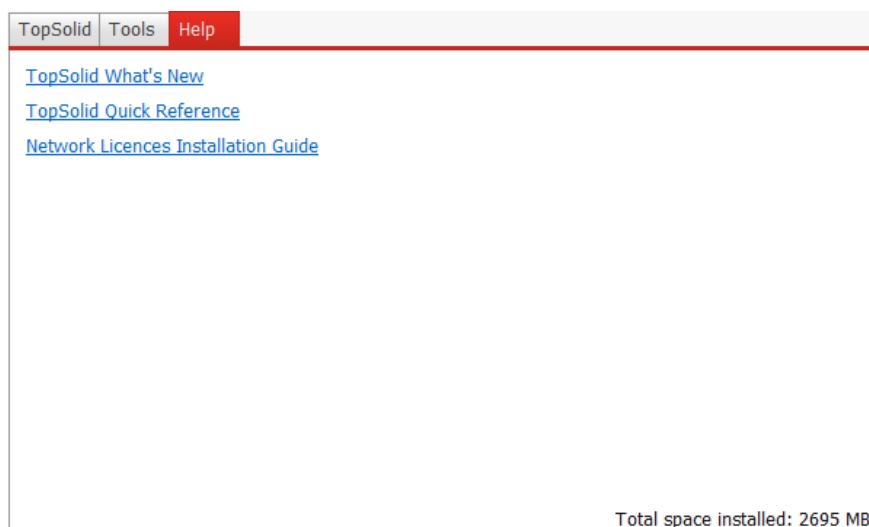 TopSolid Tools Help
TopSolid What's New
TopSolid Quick Reference
Network Licences Installation Guide
Total space installed: 2695 MB